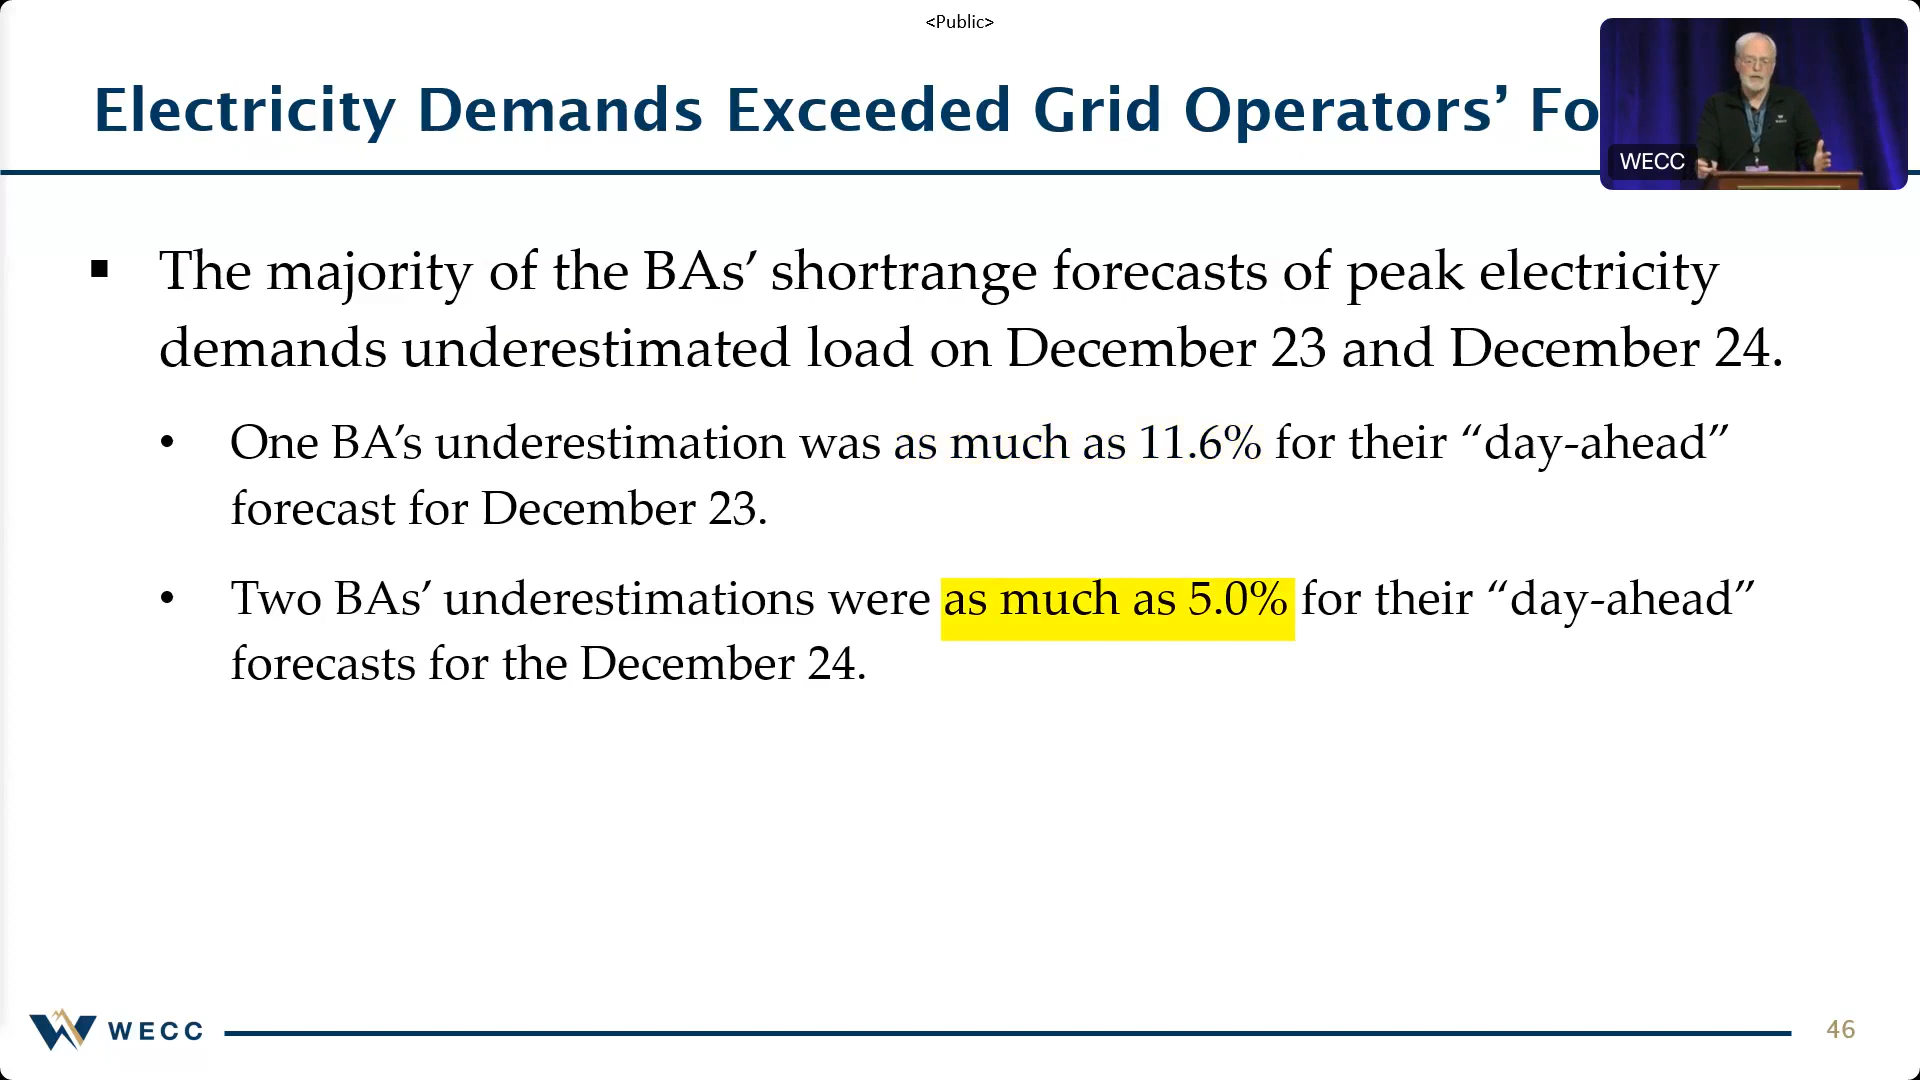 <Public>
Electricity Demands Exceeded Grid Operators’ Fo
WECC
▪ The majority of the BAs’ shortrange forecasts of peak electricity
demands underestimated load on December 23 and December 24.
• One BA’s underestimation was as much as 11.6% for their “day-ahead”
forecast for December 23.
• Two BAs’ underestimations were as much as 5.0% for their “day-ahead”
forecasts for the December 24.
WECC
46